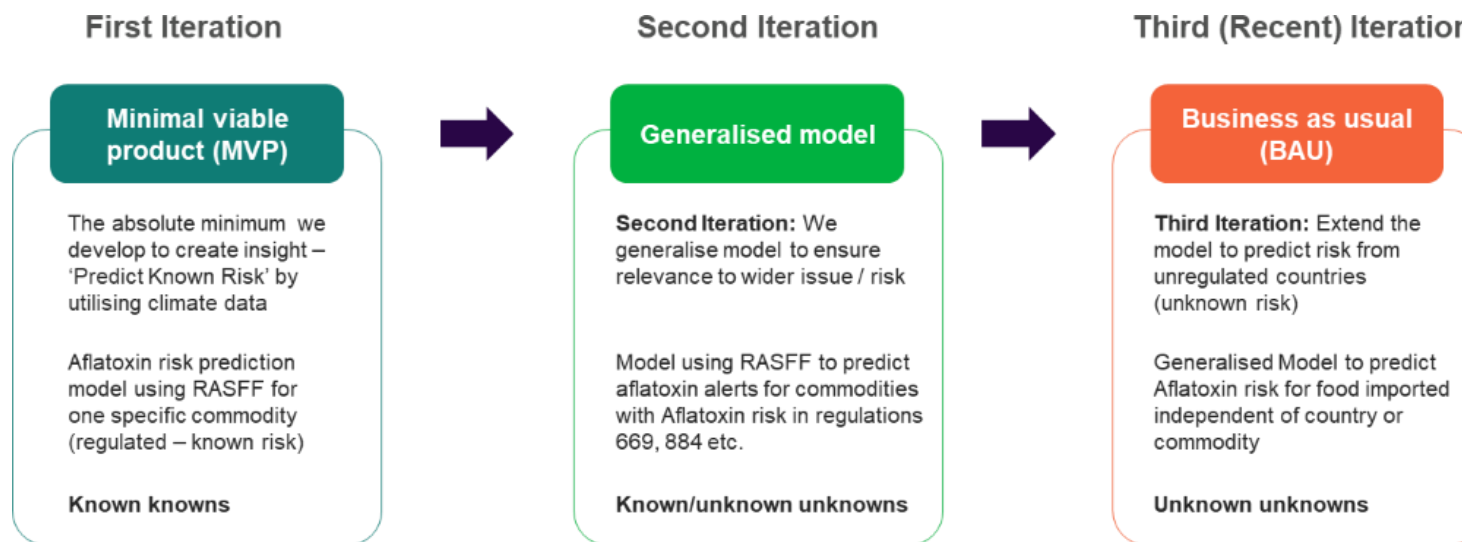 First Iteration
Minimal viable
product (MVP)
The absolute minimum we
develop to create insight –
‘Predict Known Risk’ by
utilising climate data
Aflatoxin risk prediction
model using RASFF for
one specific commodity
(regulated – known risk)
Known knowns
Second Iteration
Generalised model
Second Iteration: We
generalise model to ensure
relevance to wider issue / risk
Model using RASFF to predict
aflatoxin alerts for commodities
with Aflatoxin risk in regulations
669, 884 etc.
Known/unknown unknowns
Third (Recent) Iteration
Business as usual
(BAU)
Third Iteration: Extend the
model to predict risk from
unregulated countries
(unknown risk)
Generalised Model to predict
Aflatoxin risk for food imported
independent of country or
commodity
Unknown unknowns